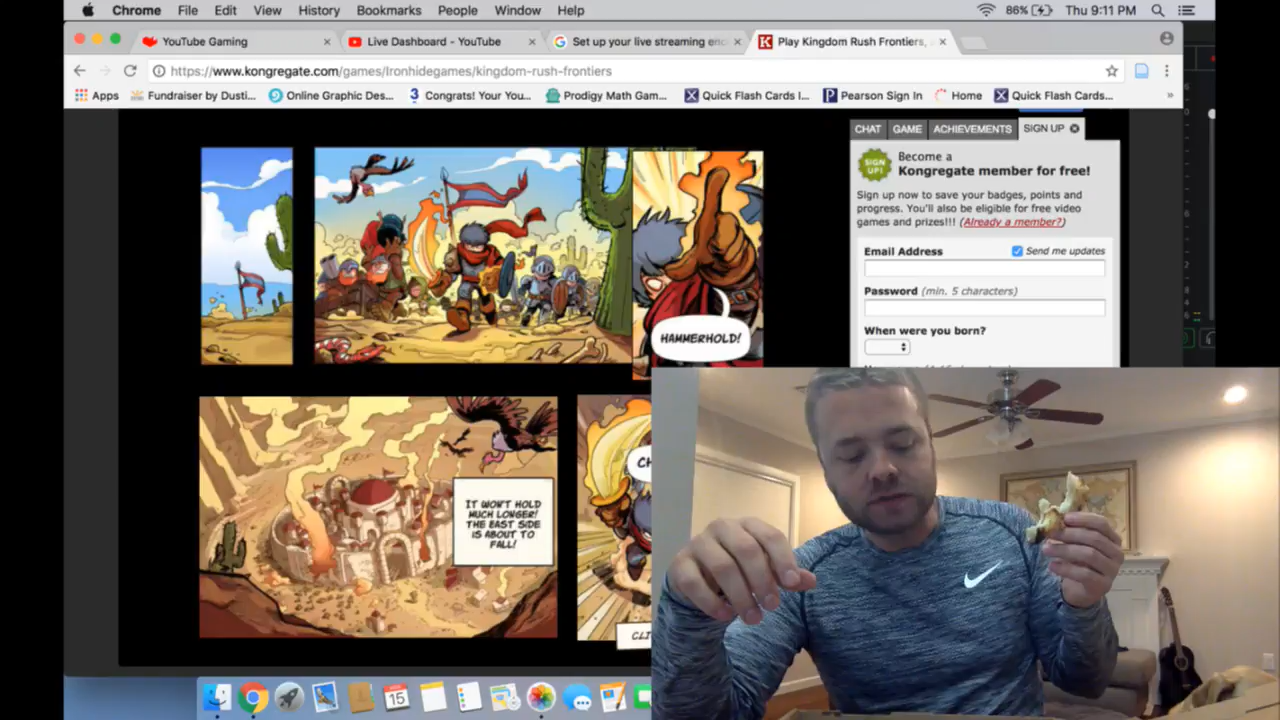 Chrome File Edit View History Bookmarks People Window Help 86% Thu 9:11 PM
YouTube Gaming × Live Dashboard - YouTube × Set up your live streaming enc × Play Kingdom Rush Frontiers, ×
https://www.kongregate.com/games/Ironhidegames/kingdom-rush-frontiers
Apps Fundraiser by Dusti... Online Graphic Des... Congrats! Your You... Prodigy Math Gam... Quick Flash Cards I... Pearson Sign In Home Quick Flash Cards... »
CHAT GAME ACHIEVEMENTS SIGN UP
SIGN UP!
Become a
Kongregate member for free!
Sign up now to save your badges, points and
progress. You'll also be eligible for free video
games and prizes!!! (Already a member?)
Email Address Send me updates
Password (min. 5 characters)
When were you born?
HAMMERHOLD!
IT WON'T HOLD
MUCH LONGER!
THE EAST SIDE
IS ABOUT TO
FALL!
CH
CLI
15